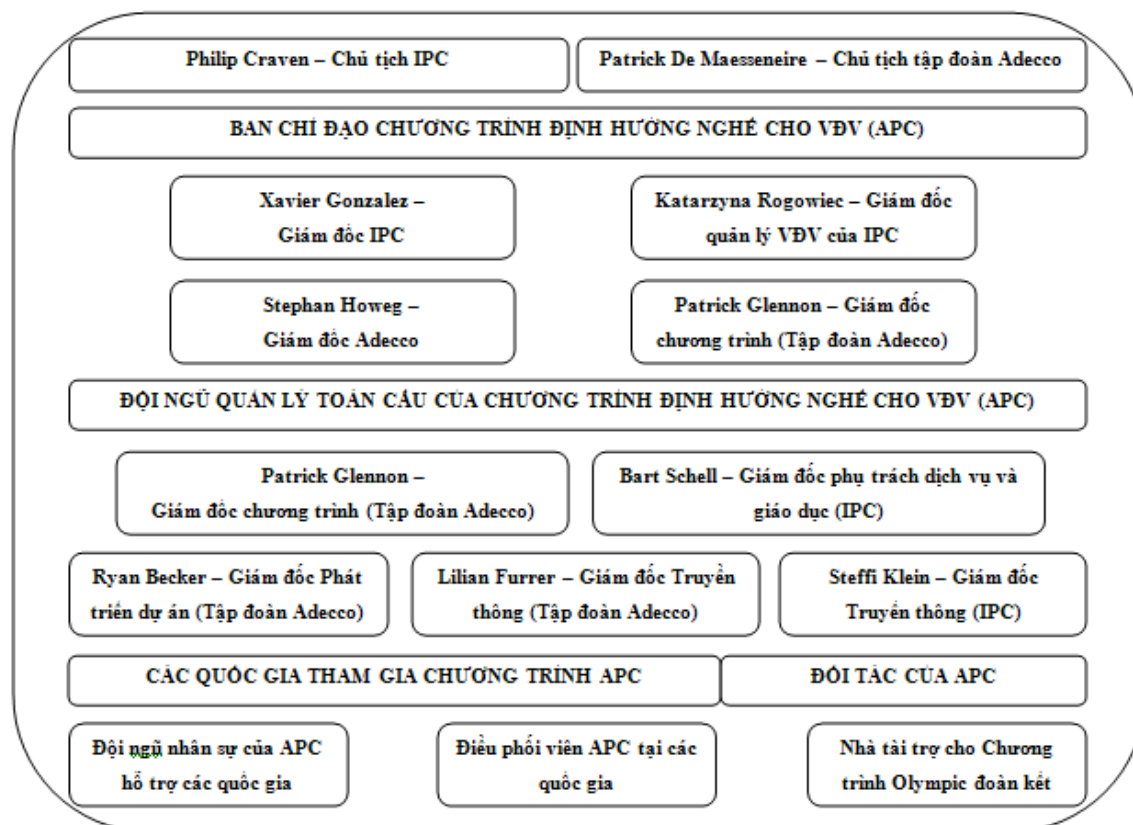 Philip Craven – Chủ tịch IPC
Patrick De Maesseneire – Chủ tịch tập đoàn Adecco
BAN CHỈ ĐẠO CHƯƠNG TRÌNH ĐỊNH HƯỚNG NGHỀ CHO VĐV (APC)
Xavier Gonzalez –
Giám đốc IPC
Katarzyna Rogowiec – Giám đốc
quản lý VĐV của IPC
Stephan Howeg –
Giám đốc Adecco
Patrick Glennon – Giám đốc
chương trình (Tập đoàn Adecco)
ĐỘI NGŨ QUẢN LÝ TOÀN CẦU CỦA CHƯƠNG TRÌNH ĐỊNH HƯỚNG NGHỀ CHO VĐV (APC)
Patrick Glennon –
Giám đốc chương trình (Tập đoàn Adecco)
Bart Schell – Giám đốc phụ trách dịch vụ và
giáo dục (IPC)
Ryan Becker – Giám đốc Phát
triển dự án (Tập đoàn Adecco)
Lilian Furrer – Giám đốc Truyền
thông (Tập đoàn Adecco)
Steffi Klein – Giám đốc
Truyền thông (IPC)
CÁC QUỐC GIA THAM GIA CHƯƠNG TRÌNH APC
ĐỐI TÁC CỦA APC
Đội ngũ nhân sự của APC
hỗ trợ các quốc gia
Điều phối viên APC tại các
quốc gia
Nhà tài trợ cho Chương
trình Olympic đoàn kết